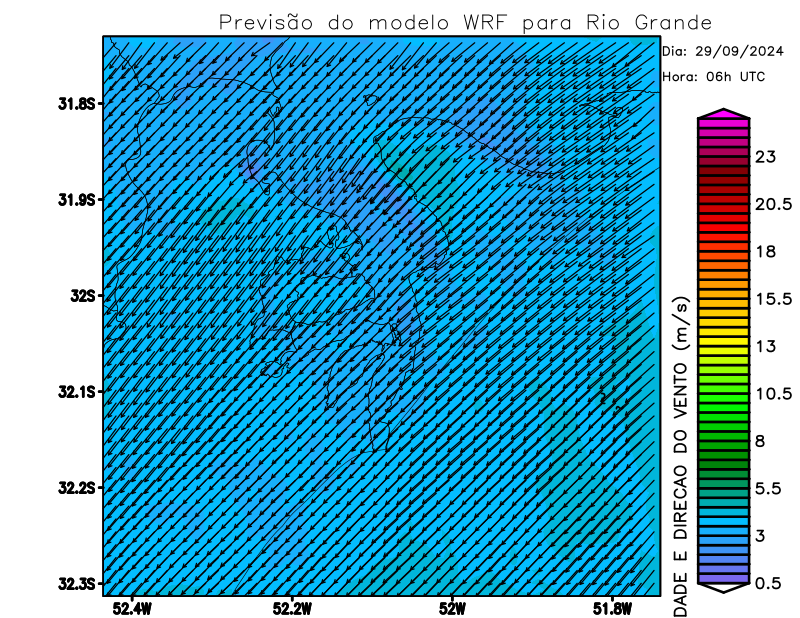 Previsão do modelo WRF para Rio Grande
Dia: 29/09/2024
Hora: 06h UTC
31.8S
31.9S
32S
32.1S
32.2S
32.3S
52.4W
52.2W
52W
51.8W
23
20.5
18
15.5
13
10.5
8
5.5
3
0.5
DADE E DIRECAO DO VENTO (m/s)